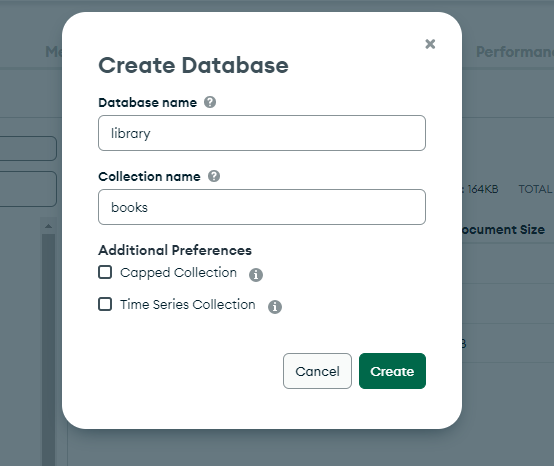 Create Database
Performan
Database name
library
Collection name
books
: 164KB TOTAL
ocument Size
Additional Preferences
Capped Collection
Time Series Collection
Cancel Create